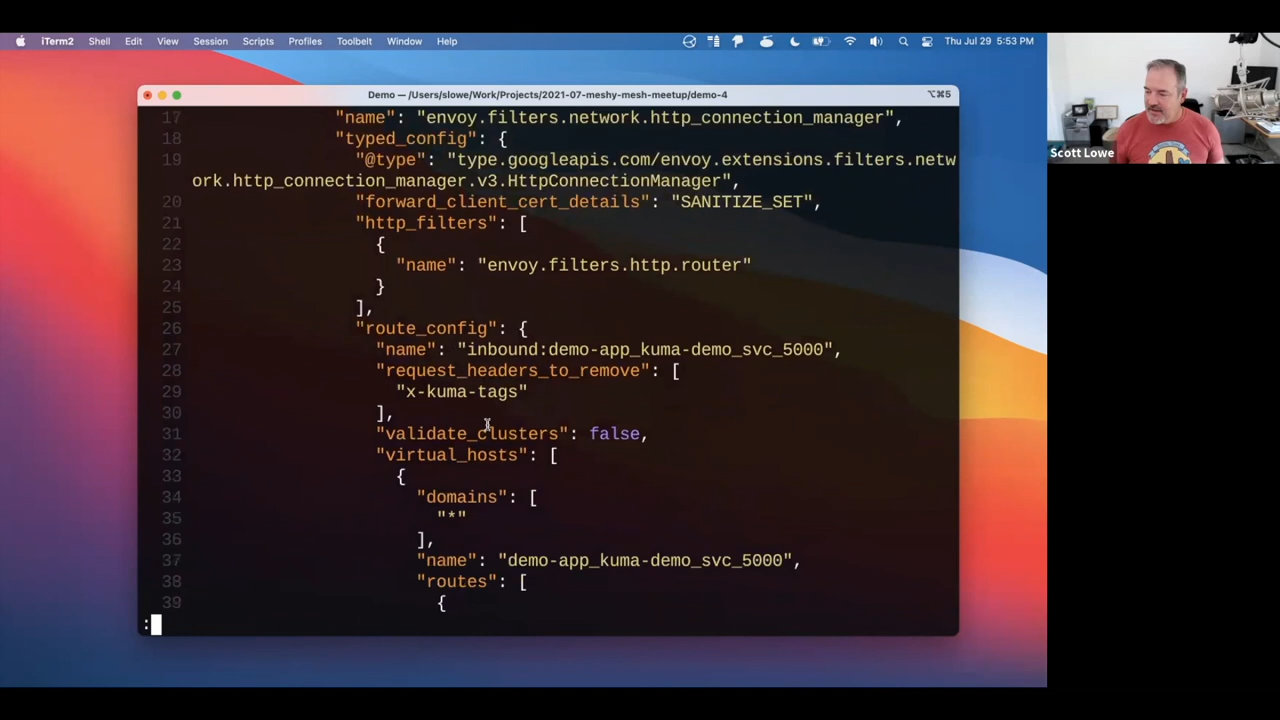 iTerm2 Shell Edit View Session Scripts Profiles Toolbelt Window Help Thu Jul 29 5:53 PM
Demo — /Users/slowe/Work/Projects/2021-07-meshy-mesh-meetup/demo-4 ⌥⌘5
17 "name": "envoy.filters.network.http_connection_manager",
18 "typed_config": {
19 "@type": "type.googleapis.com/envoy.extensions.filters.netw
ork.http_connection_manager.v3.HttpConnectionManager",
20 "forward_client_cert_details": "SANITIZE_SET",
21 "http_filters": [
22 {
23 "name": "envoy.filters.http.router"
24 }
25 ],
26 "route_config": {
27 "name": "inbound:demo-app_kuma-demo_svc_5000",
28 "request_headers_to_remove": [
29 "x-kuma-tags"
30 ],
31 "validate_clusters": false,
32 "virtual_hosts": [
33 {
34 "domains": [
35 "*"
36 ],
37 "name": "demo-app_kuma-demo_svc_5000",
38 "routes": [
39 {
:
Scott Lowe